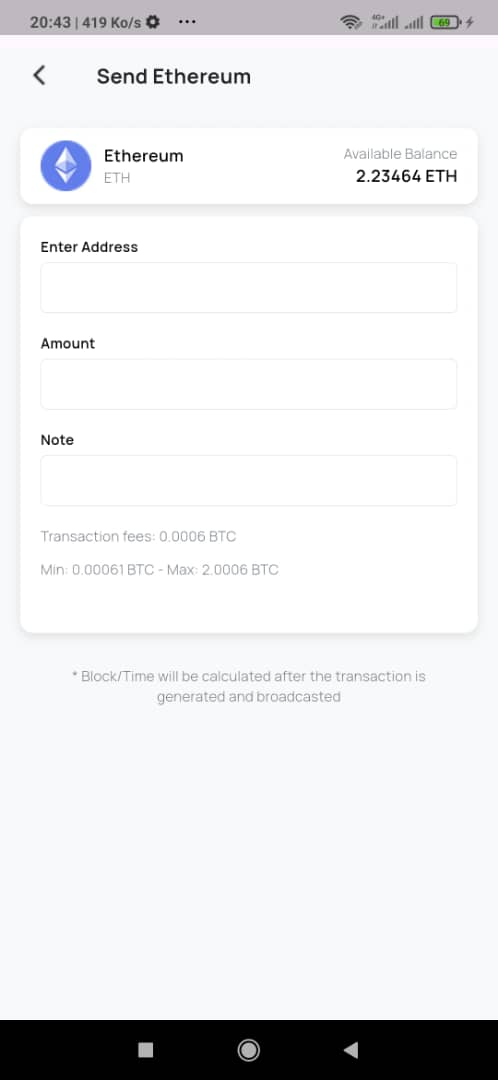 20:43 | 419 Ko/s ...
4G+ 69
Send Ethereum
Ethereum
ETH
Available Balance
2.23464 ETH
Enter Address
Amount
Note
Transaction fees: 0.0006 BTC
Min: 0.00061 BTC - Max: 2.0006 BTC
* Block/Time will be calculated after the transaction is
generated and broadcasted